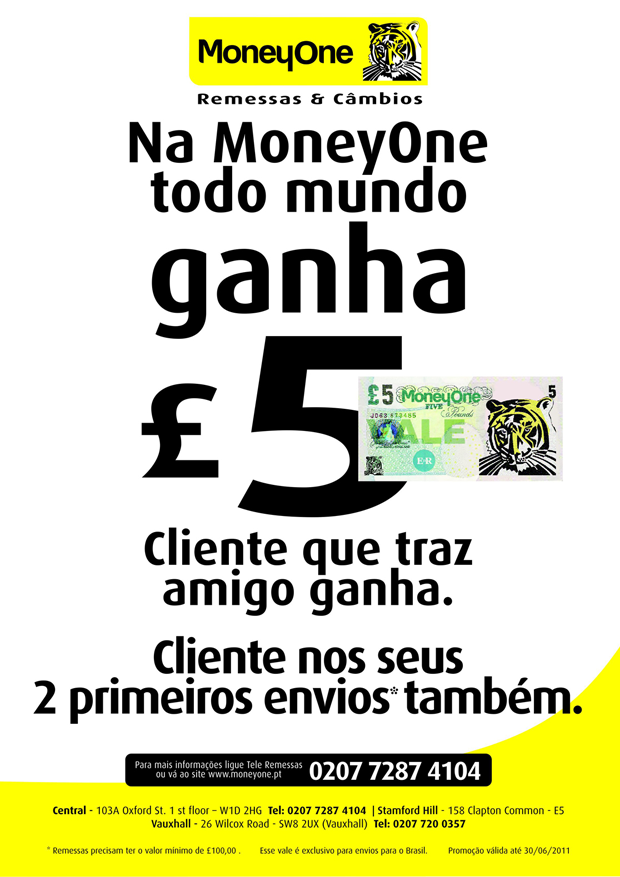 MoneyOne
Remessas & Câmbios
Na MoneyOne
todo mundo
ganha
£5
£5 MoneyOne 5
FIVE Pounds
VALE
E R
Cliente que traz
amigo ganha.
Cliente nos seus
2 primeiros envios* também.
Para mais informações ligue Tele Remessas
ou vá ao site www.moneyone.pt
0207 7287 4104
Central - 103A Oxford St. 1 st floor – W1D 2HG Tel: 0207 7287 4104 | Stamford Hill - 158 Clapton Common - E5
Vauxhall - 26 Wilcox Road - SW8 2UX (Vauxhall) Tel: 0207 720 0357
* Remessas precisam ter o valor mínimo de £100,00 . Esse vale é exclusivo para envios para o Brasil. Promoção válida até 30/06/2011